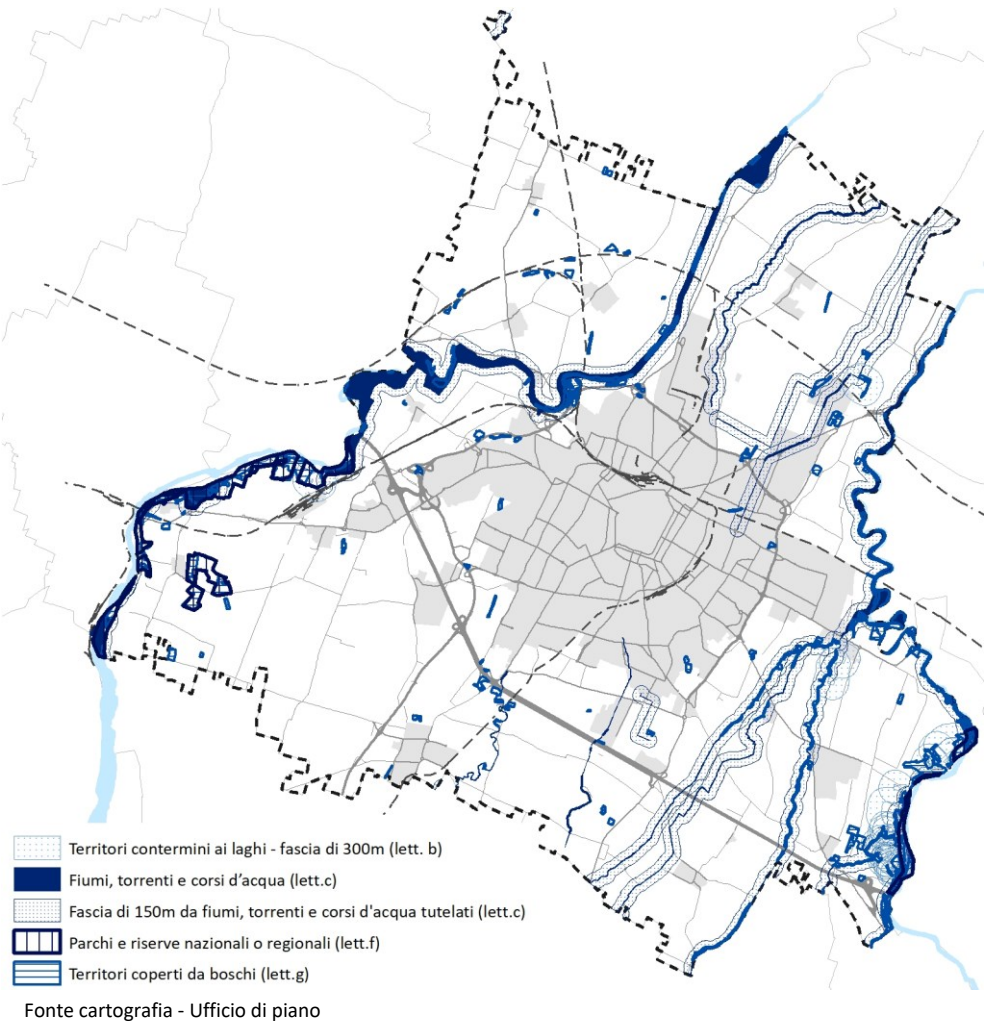 Territori contermini ai laghi - fascia di 300m (lett. b)
Fiumi, torrenti e corsi d'acqua (lett.c)
Fascia di 150m da fiumi, torrenti e corsi d'acqua tutelati (lett.c)
Parchi e riserve nazionali o regionali (lett.f)
Territori coperti da boschi (lett.g)
Fonte cartografia - Ufficio di piano